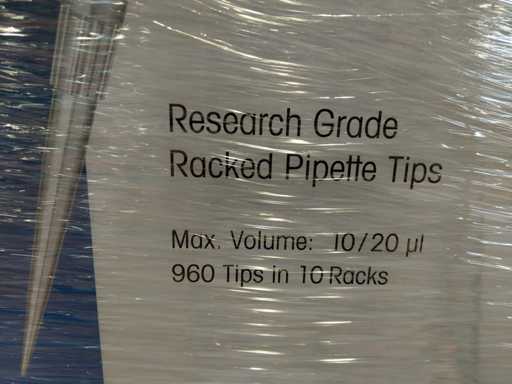 Research Grade
Racked Pipette Tips
Max. Volume: 10/20 µl
960 Tips in 10 Racks